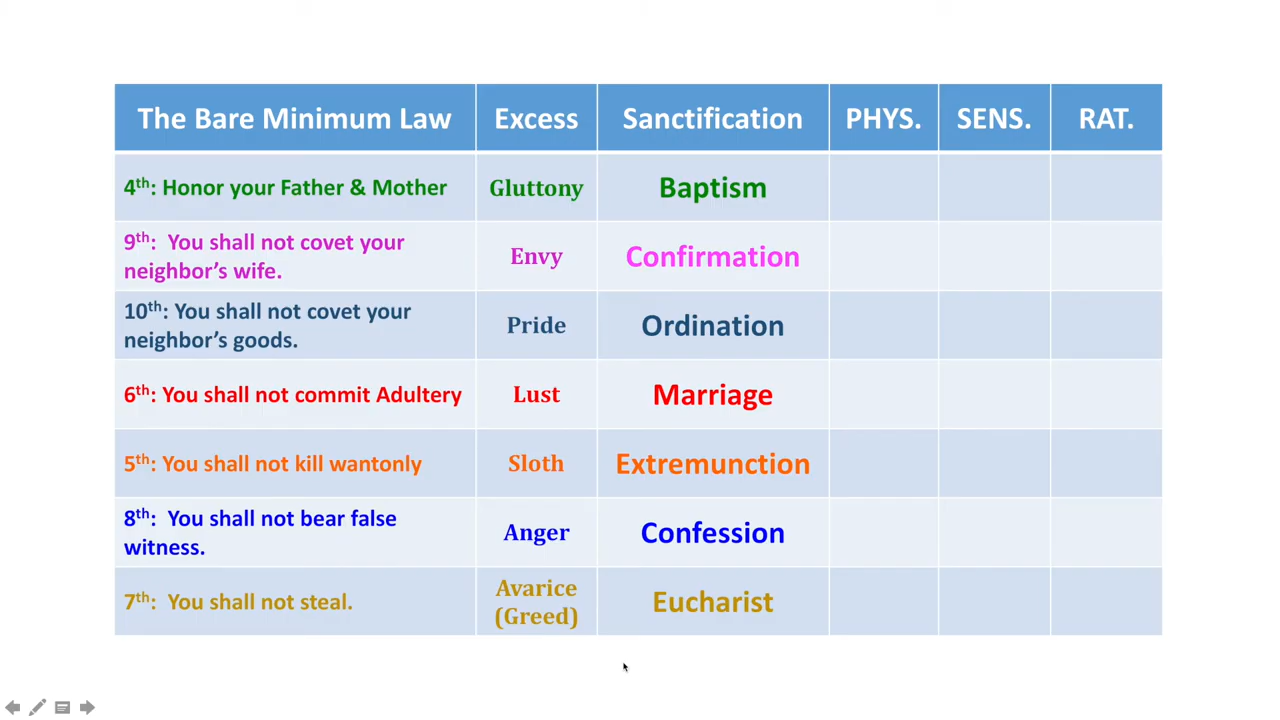 The Bare Minimum Law Excess Sanctification PHYS. SENS. RAT.
4th: Honor your Father & Mother Gluttony Baptism
9th: You shall not covet your
neighbor's wife. Envy Confirmation
10th: You shall not covet your
neighbor's goods. Pride Ordination
6th: You shall not commit Adultery Lust Marriage
5th: You shall not kill wantonly Sloth Extremunction
8th: You shall not bear false
witness. Anger Confession
7th: You shall not steal. Avarice
(Greed) Eucharist